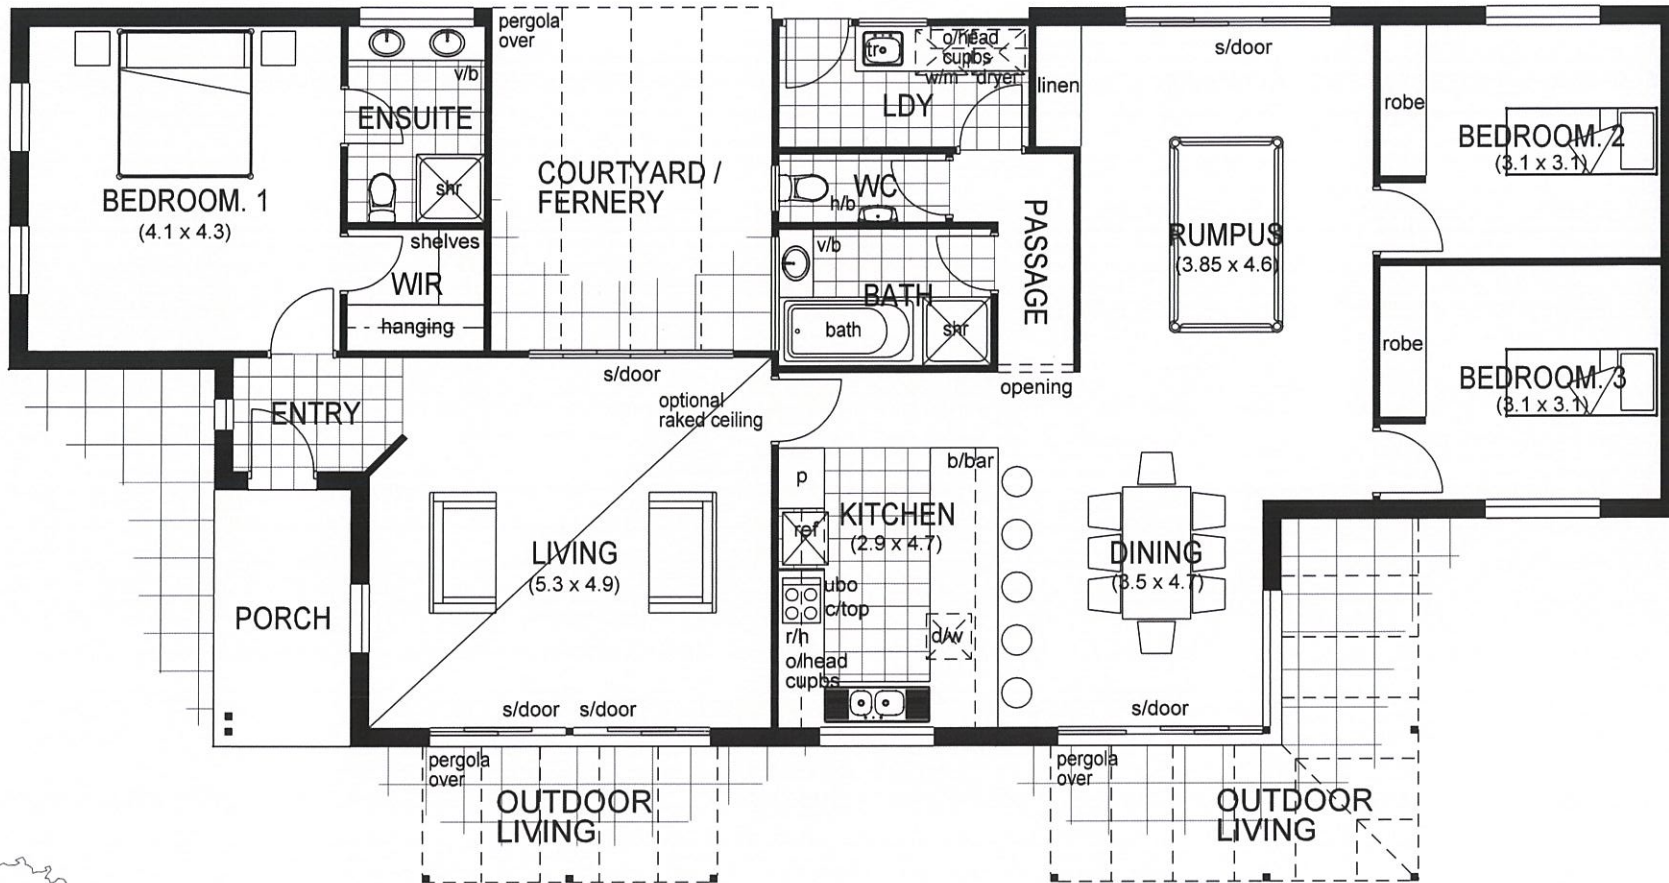 pergola
over
v/b
ENSUITE
shr
BEDROOM. 1
(4.1 x 4.3)
shelves
WIR
hanging
COURTYARD /
FERNERY
tr
o/head
cupbs
w/m dryer
LDY
linen
WC
h/b
PASSAGE
v/b
BATH
bath
shr
s/door
RUMPUS
(3.85 x 4.6)
robe
BEDROOM. 2
(3.1 x 3.1)
robe
BEDROOM. 3
(3.1 x 3.1)
s/door
optional
raked ceiling
opening
ENTRY
PORCH
LIVING
(5.3 x 4.9)
s/door s/door
p
ref
KITCHEN
(2.9 x 4.7)
b/bar
ubo
c/top
r/h
o/head
cupbs
d/w
DINING
(3.5 x 4.7)
s/door
pergola
over
OUTDOOR
LIVING
pergola
over
OUTDOOR
LIVING